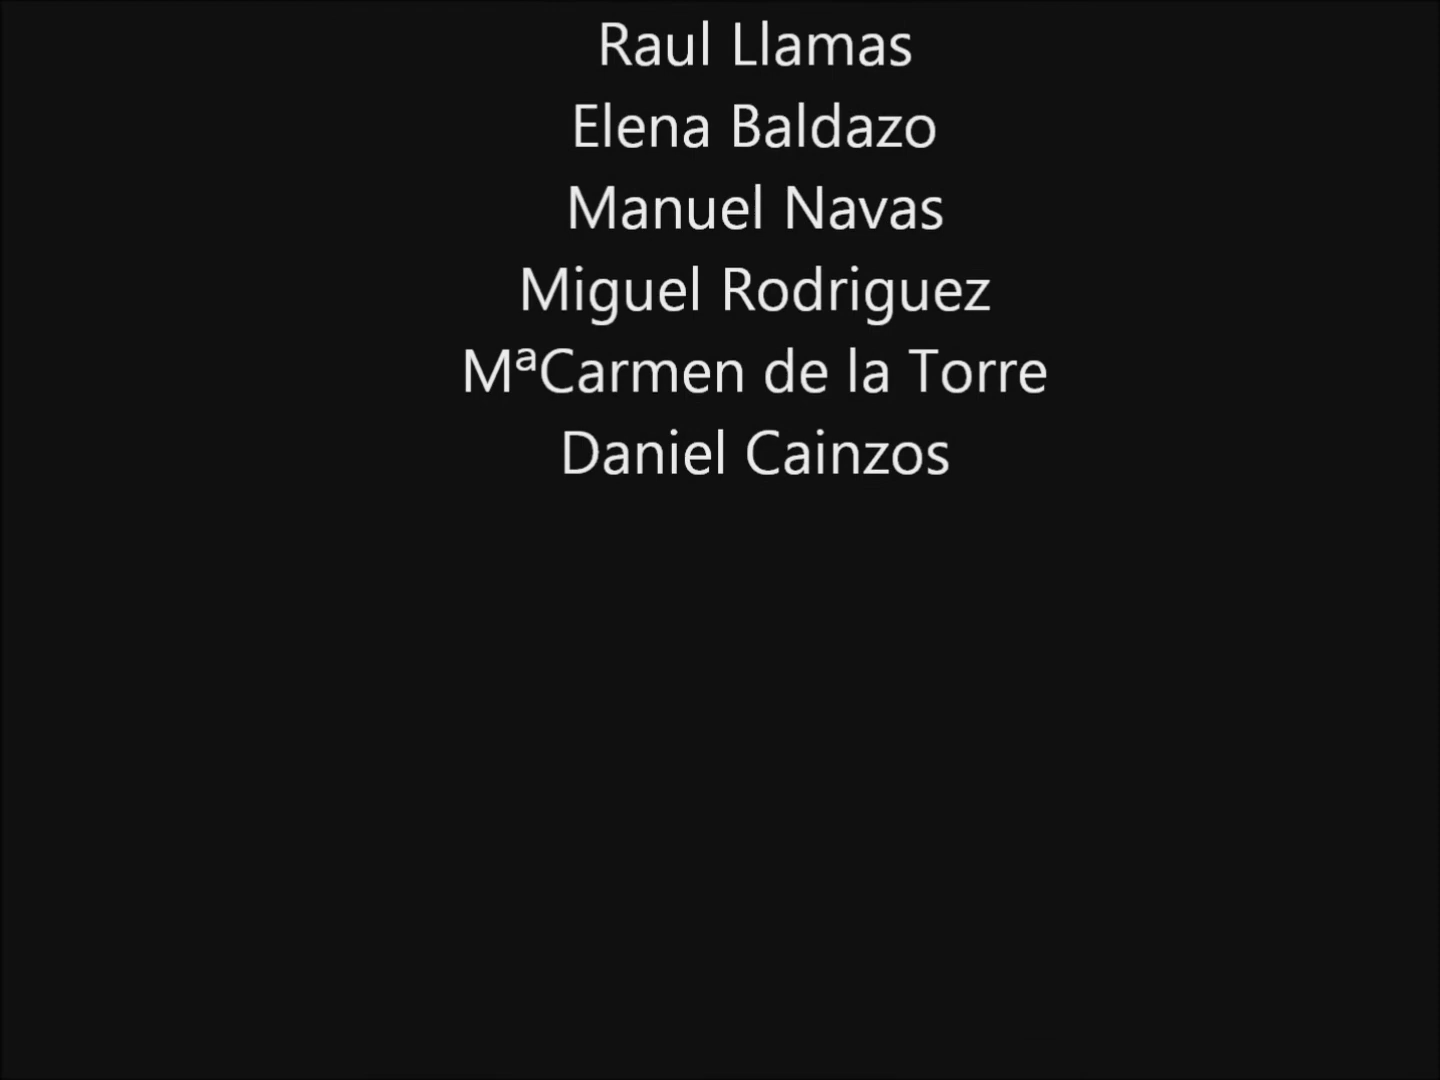 Raul Llamas
Elena Baldazo
Manuel Navas
Miguel Rodriguez
MªCarmen de la Torre
Daniel Cainzos